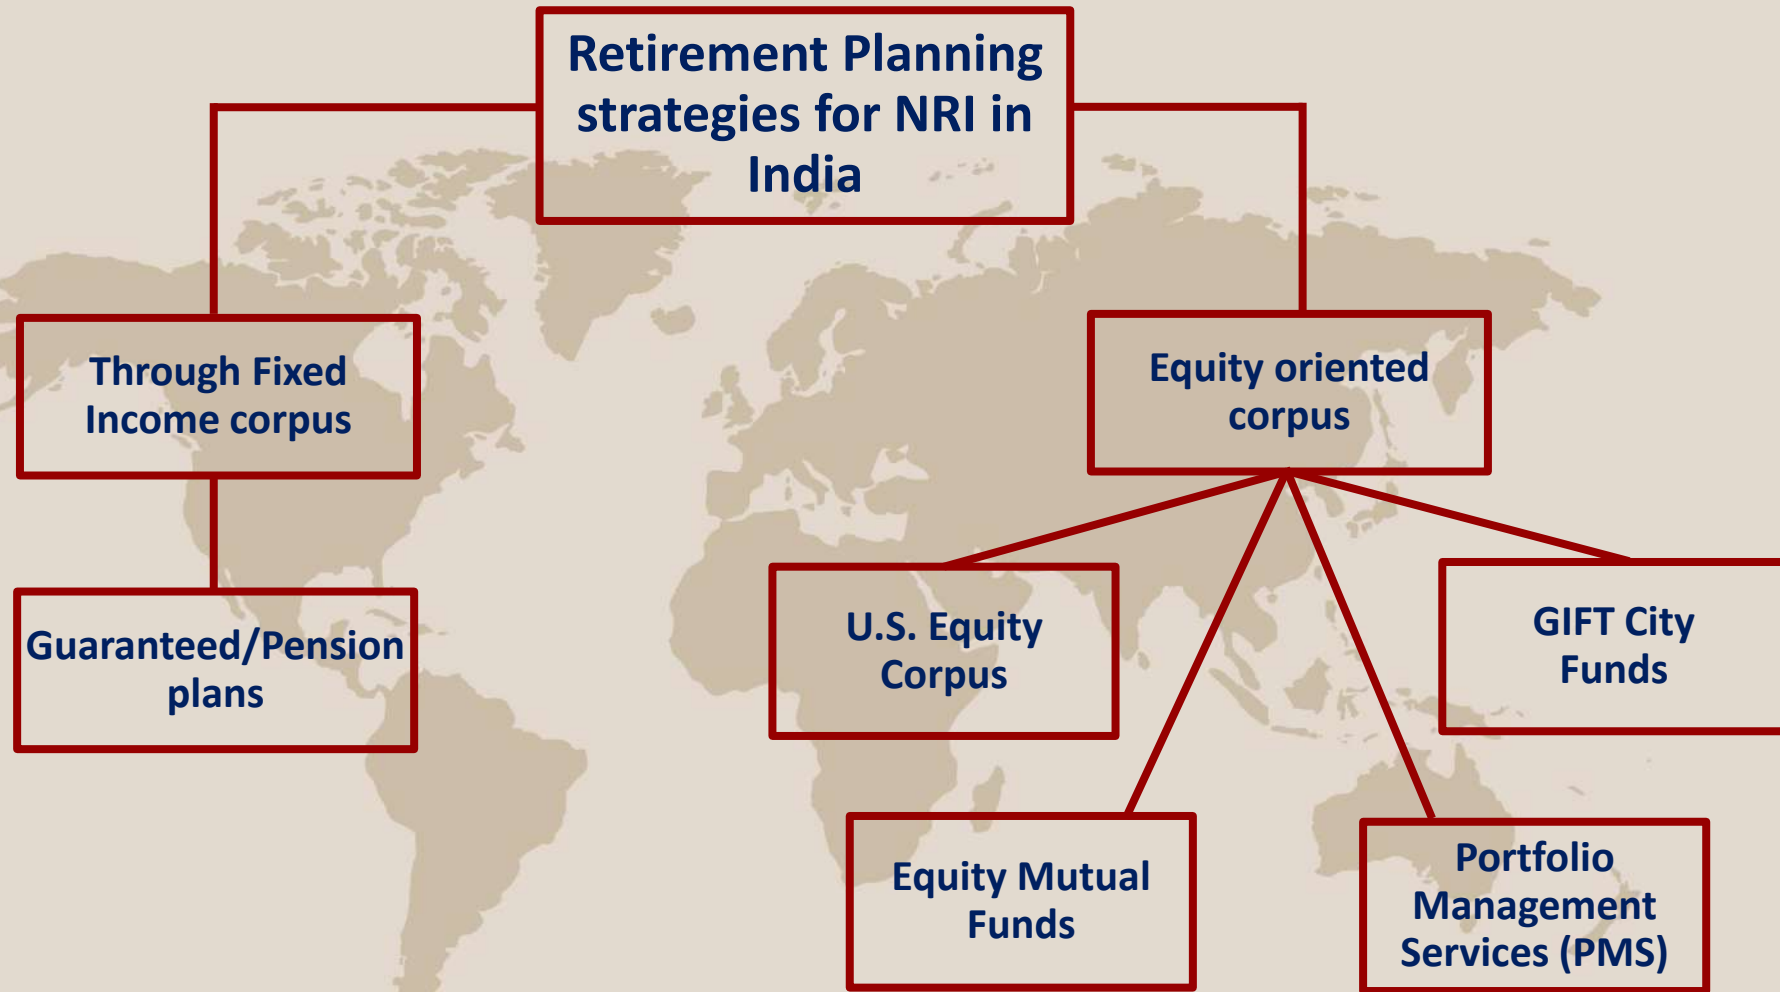 Retirement Planning
strategies for NRI in
India
Through Fixed
Income corpus
Equity oriented
corpus
Guaranteed/Pension
plans
U.S. Equity
Corpus
GIFT City
Funds
Equity Mutual
Funds
Portfolio
Management
Services (PMS)